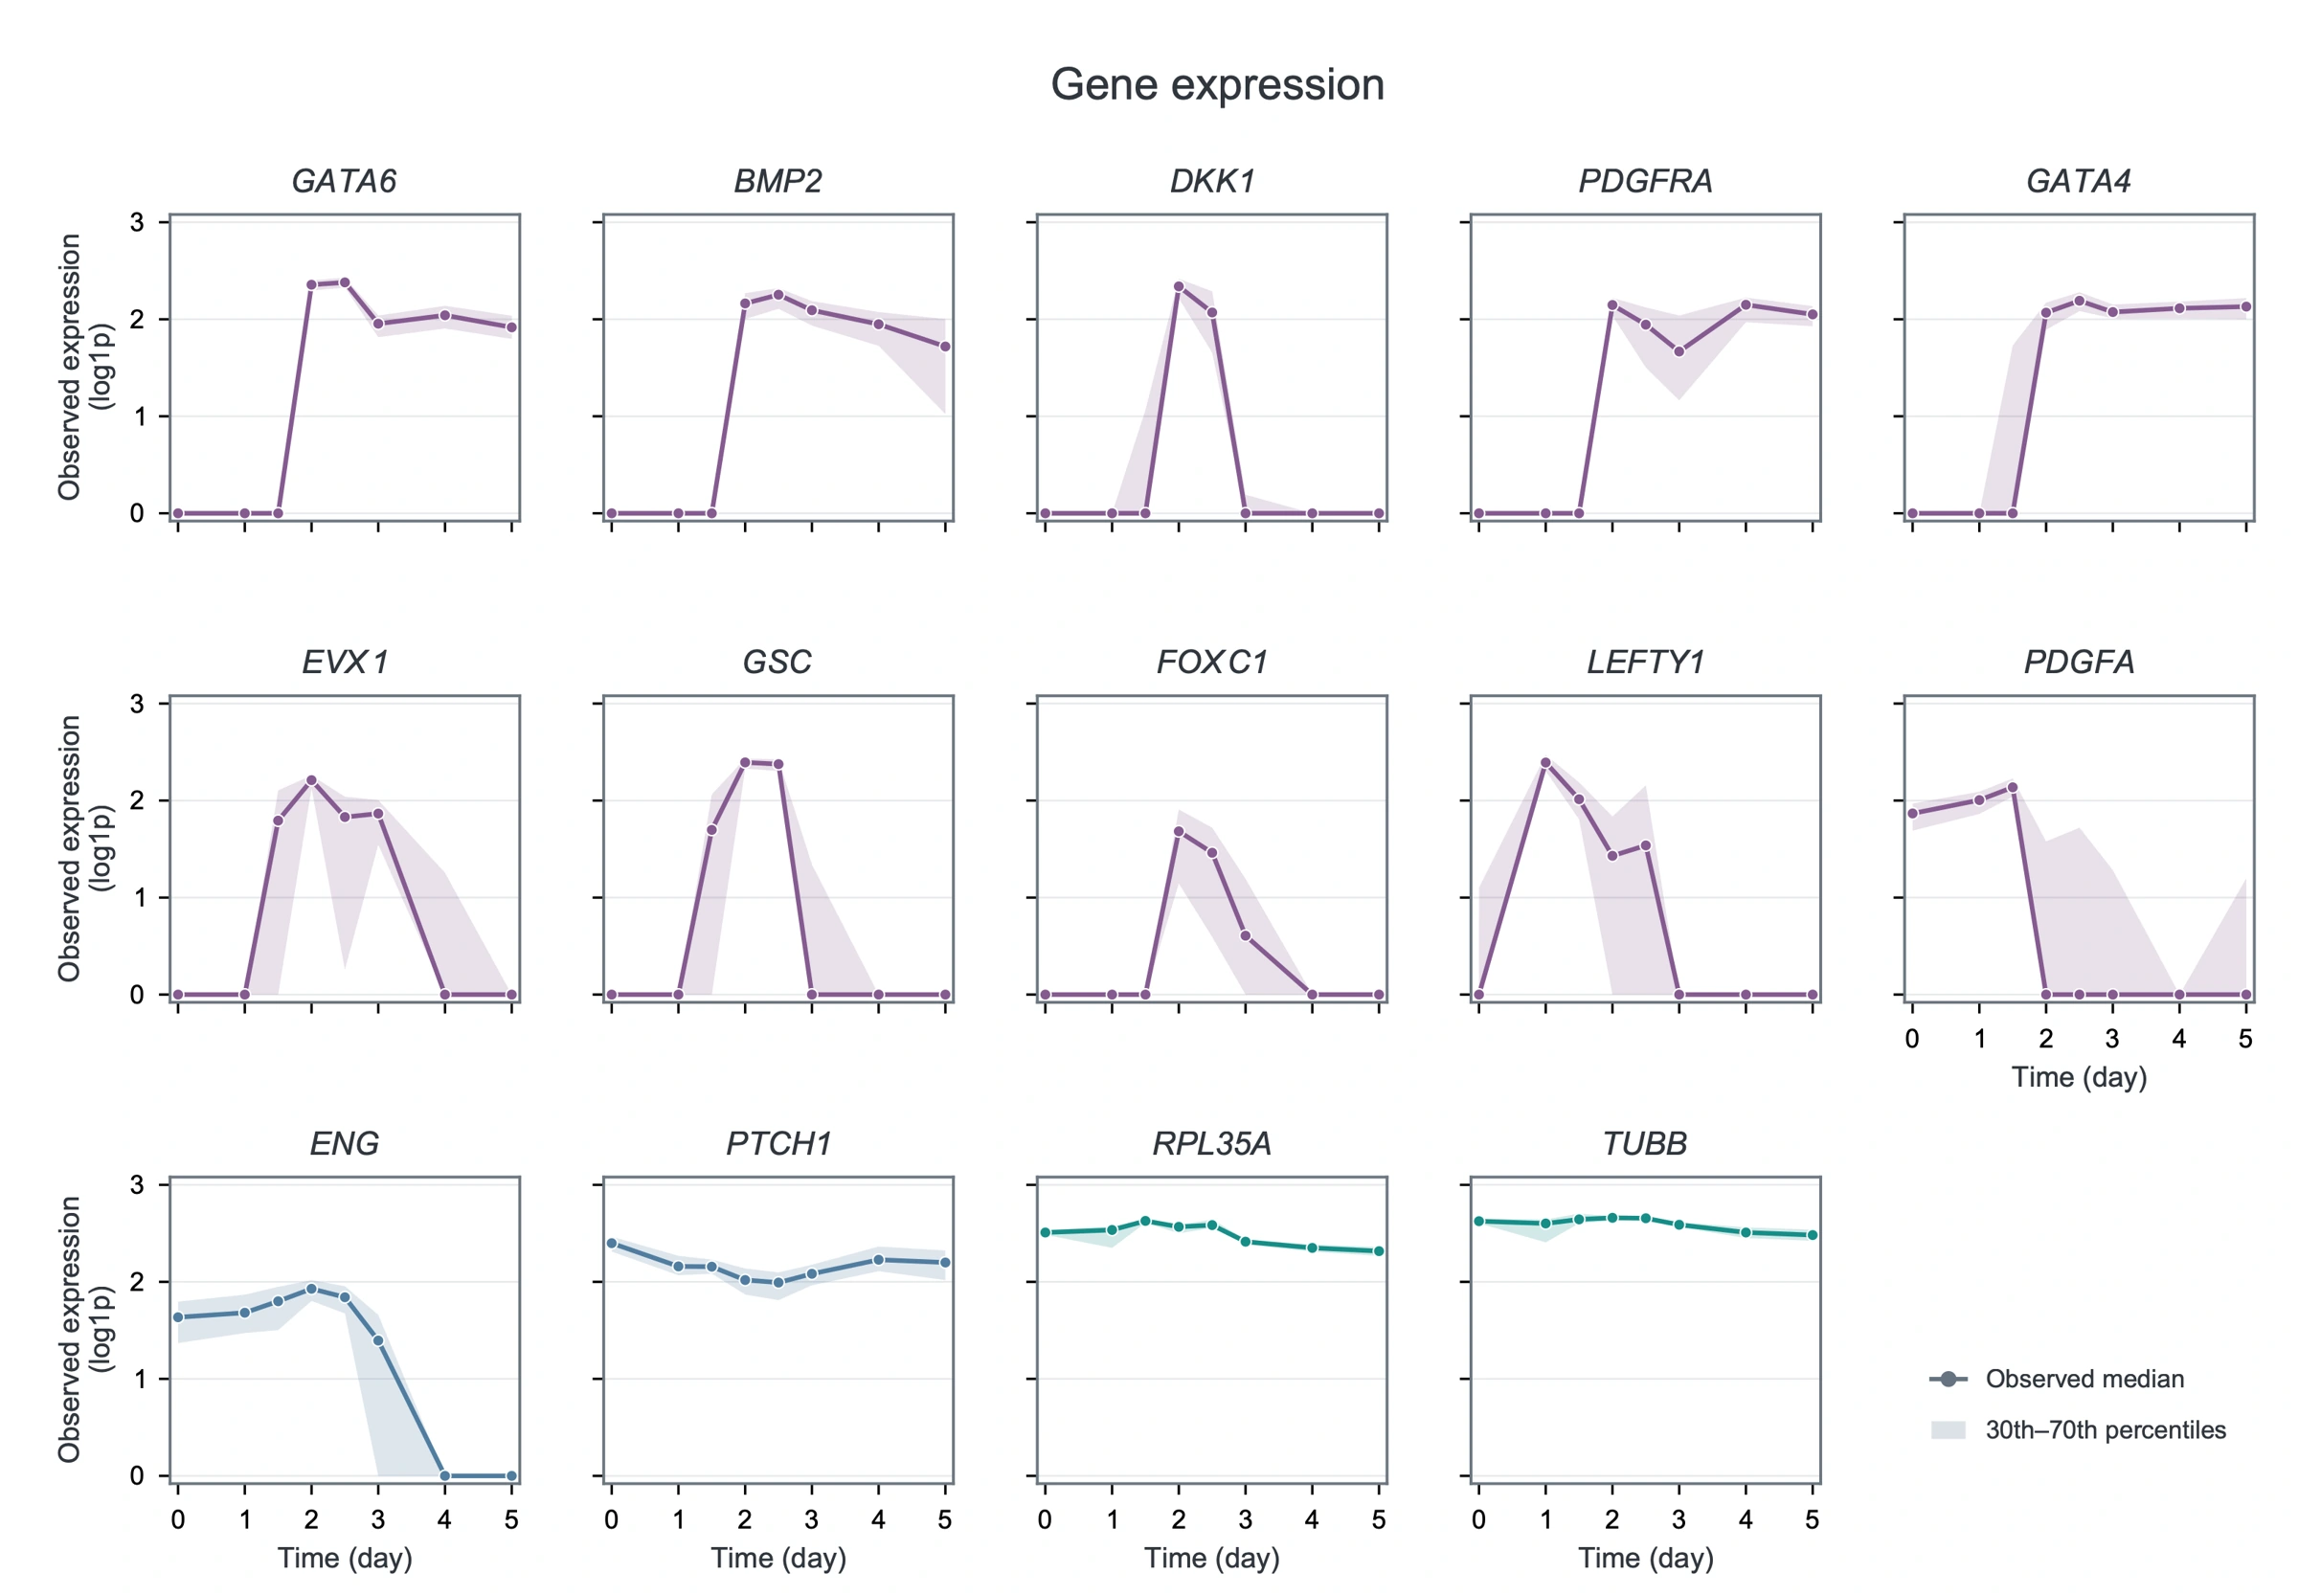 Gene expression
GATA6
BMP2
DKK1
PDGFRA
GATA4
Observed expression
(log1p)
3
2
1
0
EVX1
GSC
FOXC1
LEFTY1
PDGFA
Observed expression
(log1p)
3
2
1
0
0 1 2 3 4 5
Time (day)
ENG
PTCH1
RPL35A
TUBB
Observed expression
(log1p)
3
2
1
0
0 1 2 3 4 5
0 1 2 3 4 5
0 1 2 3 4 5
0 1 2 3 4 5
Time (day)
Time (day)
Time (day)
Time (day)
Observed median
30th–70th percentiles